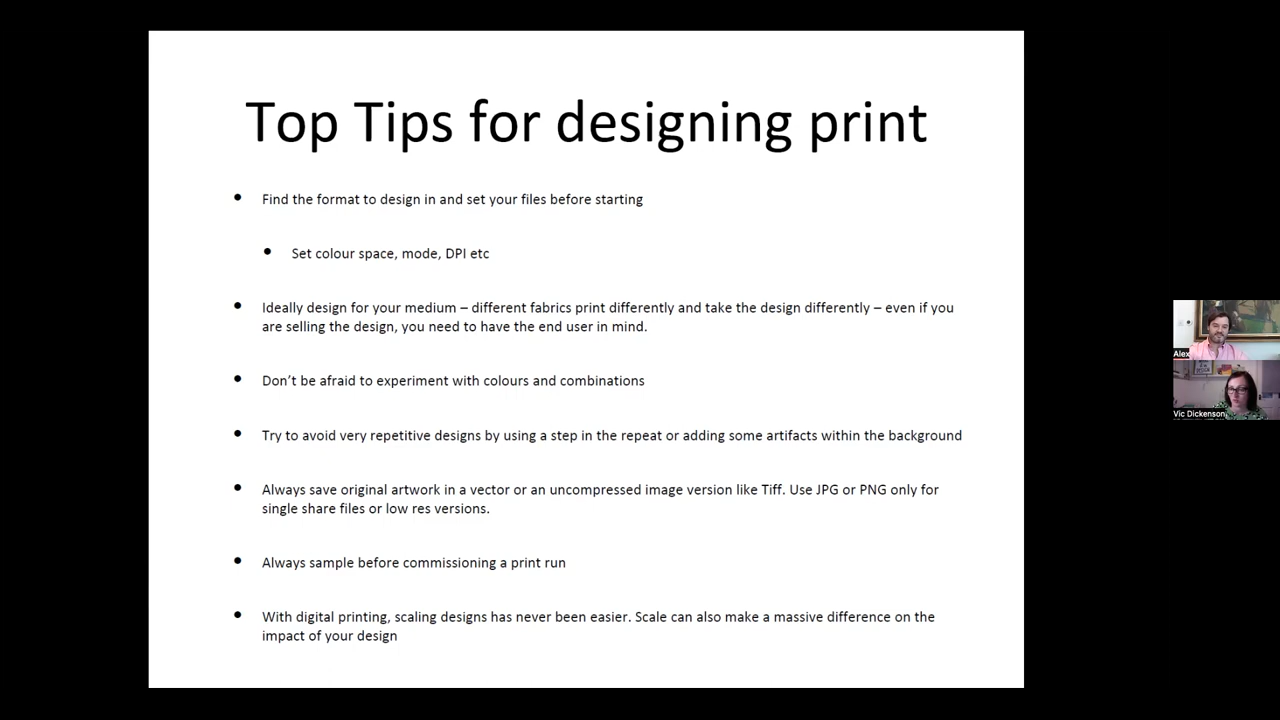 Top Tips for designing print
• Find the format to design in and set your files before starting
• Set colour space, mode, DPI etc
• Ideally design for your medium – different fabrics print differently and take the design differently – even if you
are selling the design, you need to have the end user in mind.
• Don’t be afraid to experiment with colours and combinations
• Try to avoid very repetitive designs by using a step in the repeat or adding some artifacts within the background
• Always save original artwork in a vector or an uncompressed image version like Tiff. Use JPG or PNG only for
single share files or low res versions.
• Always sample before commissioning a print run
• With digital printing, scaling designs has never been easier. Scale can also make a massive difference on the
impact of your design
Alex
Vic Dickenson